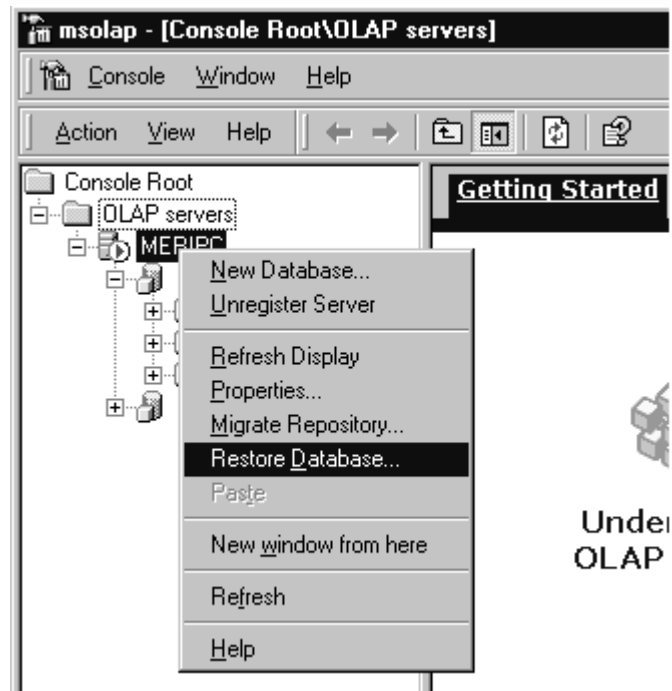 msolap - [Console Root\OLAP servers]
Console Window Help
Action View Help
Console Root
OLAP servers
Getting Started
New Database...
Unregister Server
Refresh Display
Properties...
Migrate Repository...
Restore Database...
Paste
New window from here
Refresh
Help
Under
OLAP